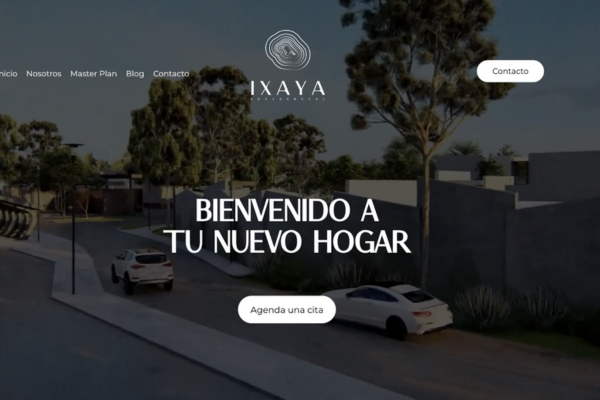 nicio
Nosotros
Master Plan
Blog
Contacto
IXAYA
RESIDENCIAL
Contacto
BIENVENIDO A
TU NUEVO HOGAR
Agenda una cita